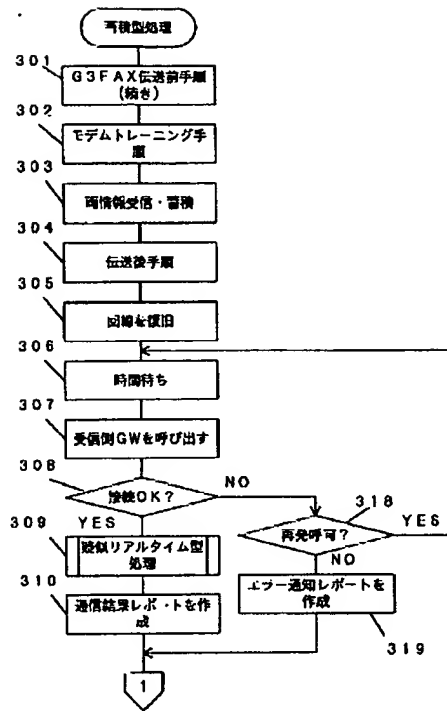 蓄積型処理
301
G3FAX伝送前手順
(続き)
302
モデムトレーニング手
順
303
画情報受信・蓄積
304
伝送後手順
305
回線を復旧
306
時間待ち
307
受信側GWを呼び出す
308
接続OK?
NO
YES
318
再発呼可?
YES
NO
309
疑似リアルタイム型
処理
310
通信結果レポートを作
成
エラー通知レポートを
作成
319
1